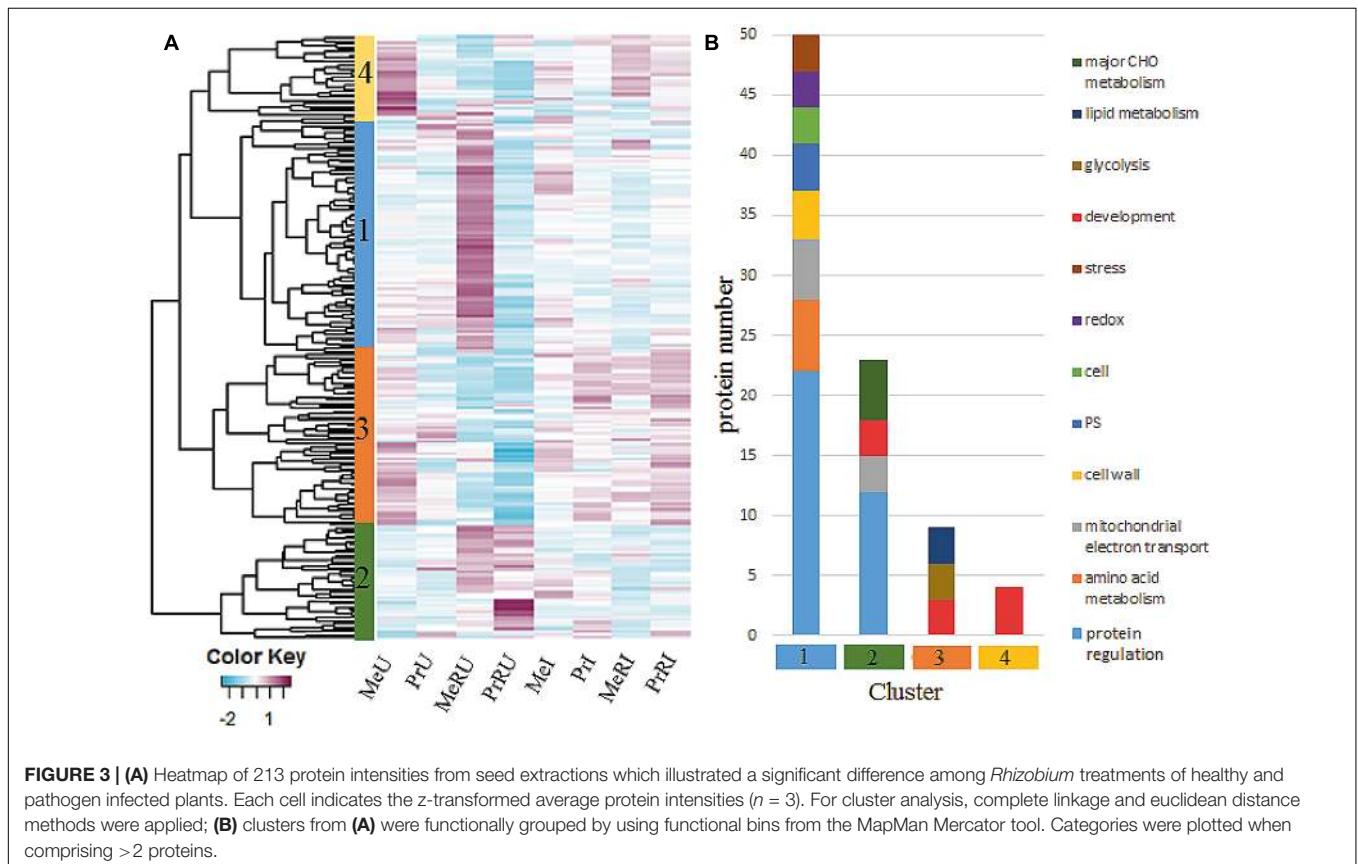 A
4
1
3
2
Color Key
-2 1
MeU PrU MeRU PrRU MeI PrI MeRI PrRI
B
protein number
50
45
40
35
30
25
20
15
10
5
0
1 2 3 4
Cluster
major CHO
metabolism
lipid metabolism
glycolysis
development
stress
redox
cell
PS
cell wall
mitochondrial
electron transport
amino acid
metabolism
protein
regulation
FIGURE 3 | (A) Heatmap of 213 protein intensities from seed extractions which illustrated a significant difference among Rhizobium treatments of healthy and
pathogen infected plants. Each cell indicates the z-transformed average protein intensities (n = 3). For cluster analysis, complete linkage and euclidean distance
methods were applied; (B) clusters from (A) were functionally grouped by using functional bins from the MapMan Mercator tool. Categories were plotted when
comprising >2 proteins.